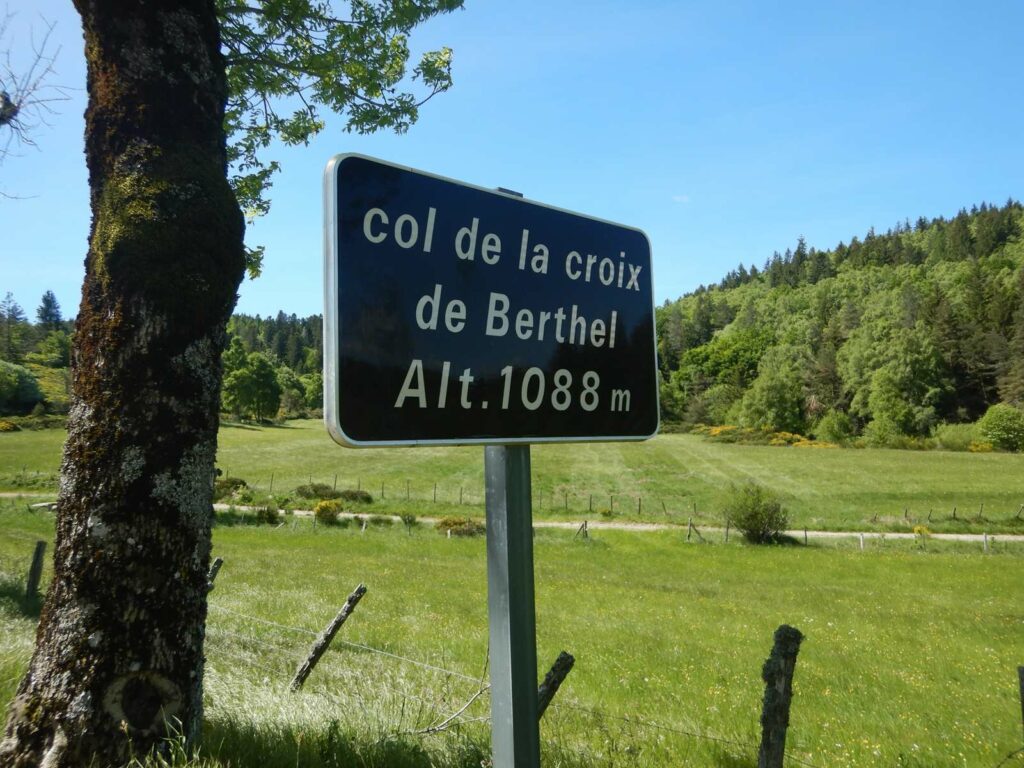 col de la croix
de Berthel
Alt. 1088 m